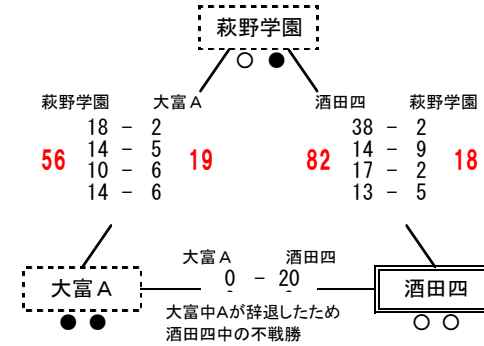 萩野学園
○ ●
萩野学園 大富A
18 - 2
14 - 5
10 - 6
14 - 6
56 19
酒田四 萩野学園
38 - 2
14 - 9
17 - 2
13 - 5
82 18
大富A 酒田四
0 - 20
大富中Aが辞退したため
酒田四中の不戦勝
大富A
● ●
酒田四
○ ○